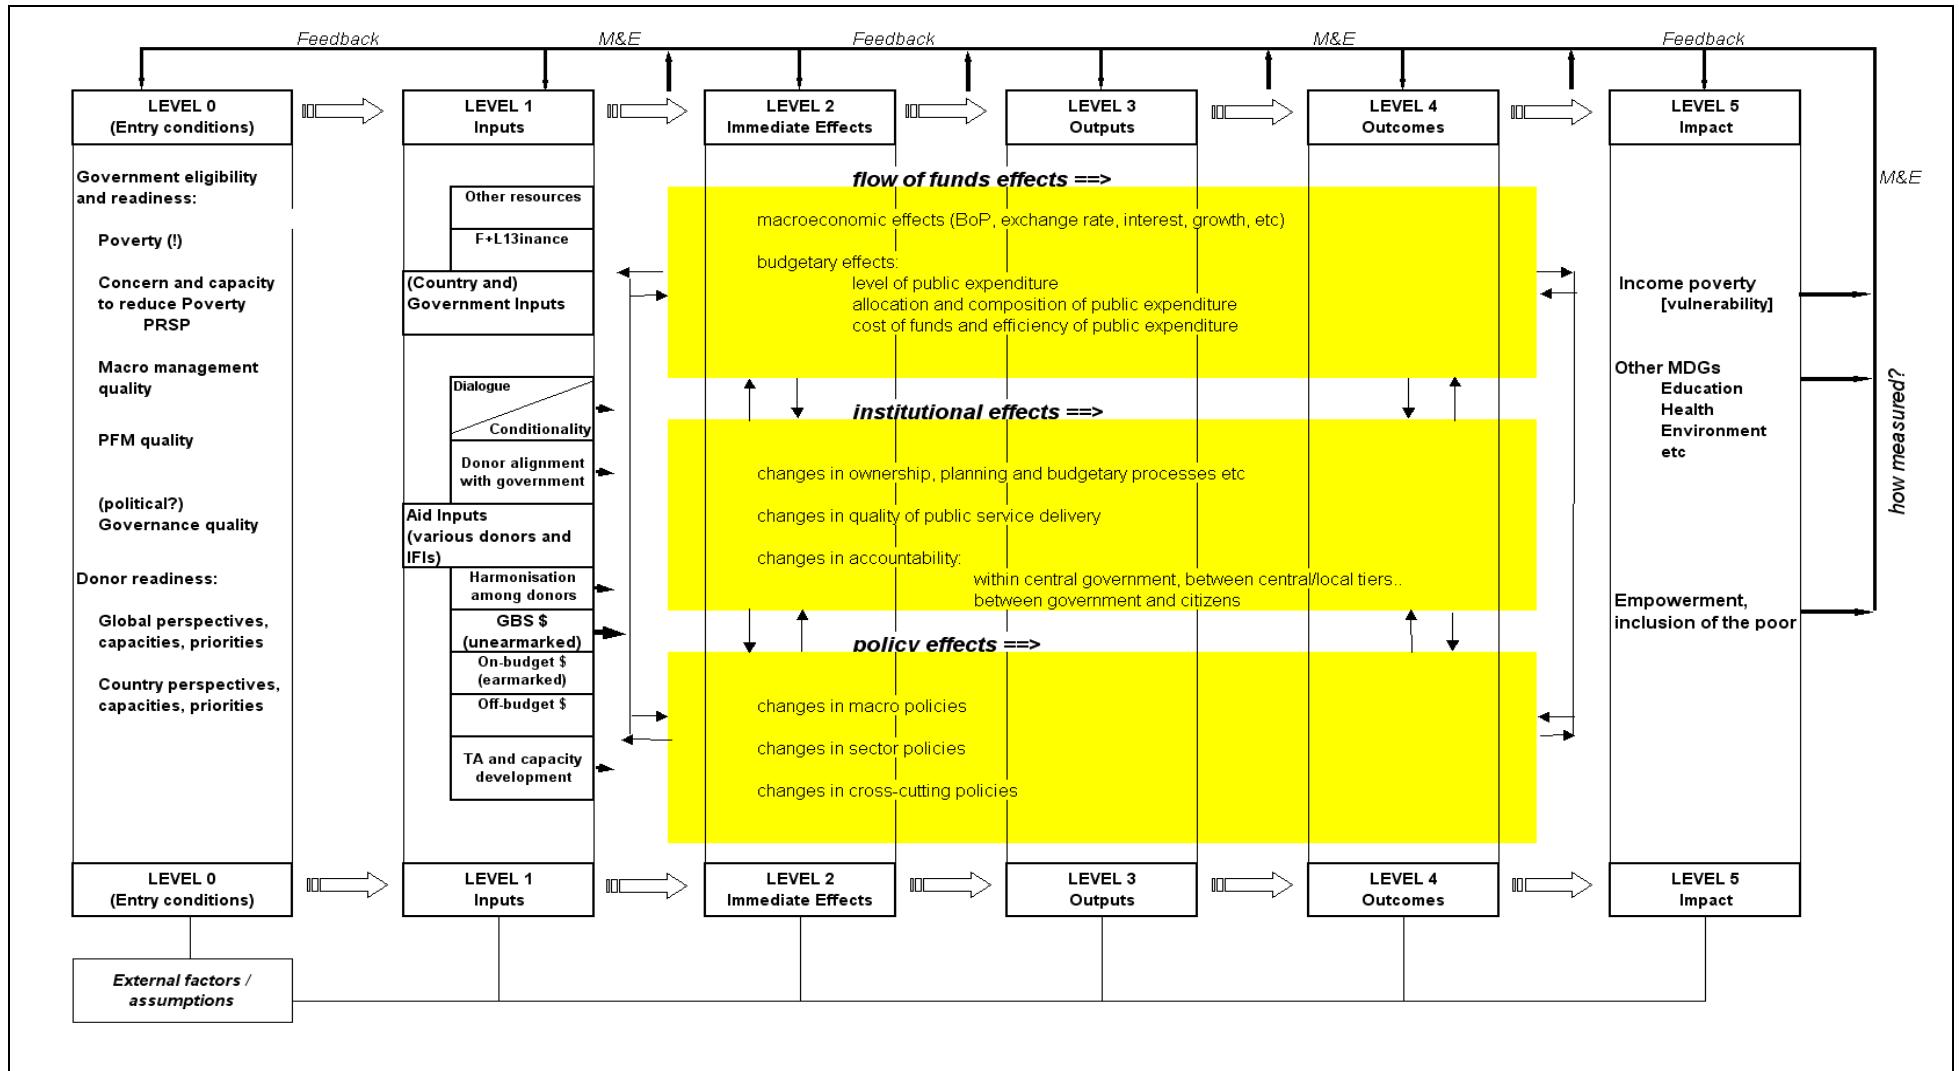 Feedback
M&E
Feedback
M&E
Feedback
LEVEL 0
(Entry conditions)
LEVEL 1
Inputs
LEVEL 2
Immediate Effects
LEVEL 3
Outputs
LEVEL 4
Outcomes
LEVEL 5
Impact
M&E
how measured?
Government eligibility
and readiness:
Poverty (!)
Concern and capacity
to reduce Poverty
PRSP
Macro management
quality
PFM quality
(political?)
Governance quality
Donor readiness:
Global perspectives,
capacities, priorities
Country perspectives,
capacities, priorities
Other resources
F+L13inance
(Country and)
Government Inputs
Dialogue
Conditionality
Donor alignment
with government
Aid Inputs
(various donors and
IFIs)
Harmonisation
among donors
GBS $
(unearmarked)
On-budget $
(earmarked)
Off-budget $
TA and capacity
development
flow of funds effects ==>
macroeconomic effects (BoP, exchange rate, interest, growth, etc)
budgetary effects:
level of public expenditure
allocation and composition of public expenditure
cost of funds and efficiency of public expenditure
institutional effects ==>
changes in ownership, planning and budgetary processes etc
changes in quality of public service delivery
changes in accountability:
within central government, between central/local tiers..
between government and citizens
policy effects ==>
changes in macro policies
changes in sector policies
changes in cross-cutting policies
Income poverty
[vulnerability]
Other MDGs
Education
Health
Environment
etc
Empowerment,
inclusion of the poor
LEVEL 0
(Entry conditions)
LEVEL 1
Inputs
LEVEL 2
Immediate Effects
LEVEL 3
Outputs
LEVEL 4
Outcomes
LEVEL 5
Impact
External factors /
assumptions